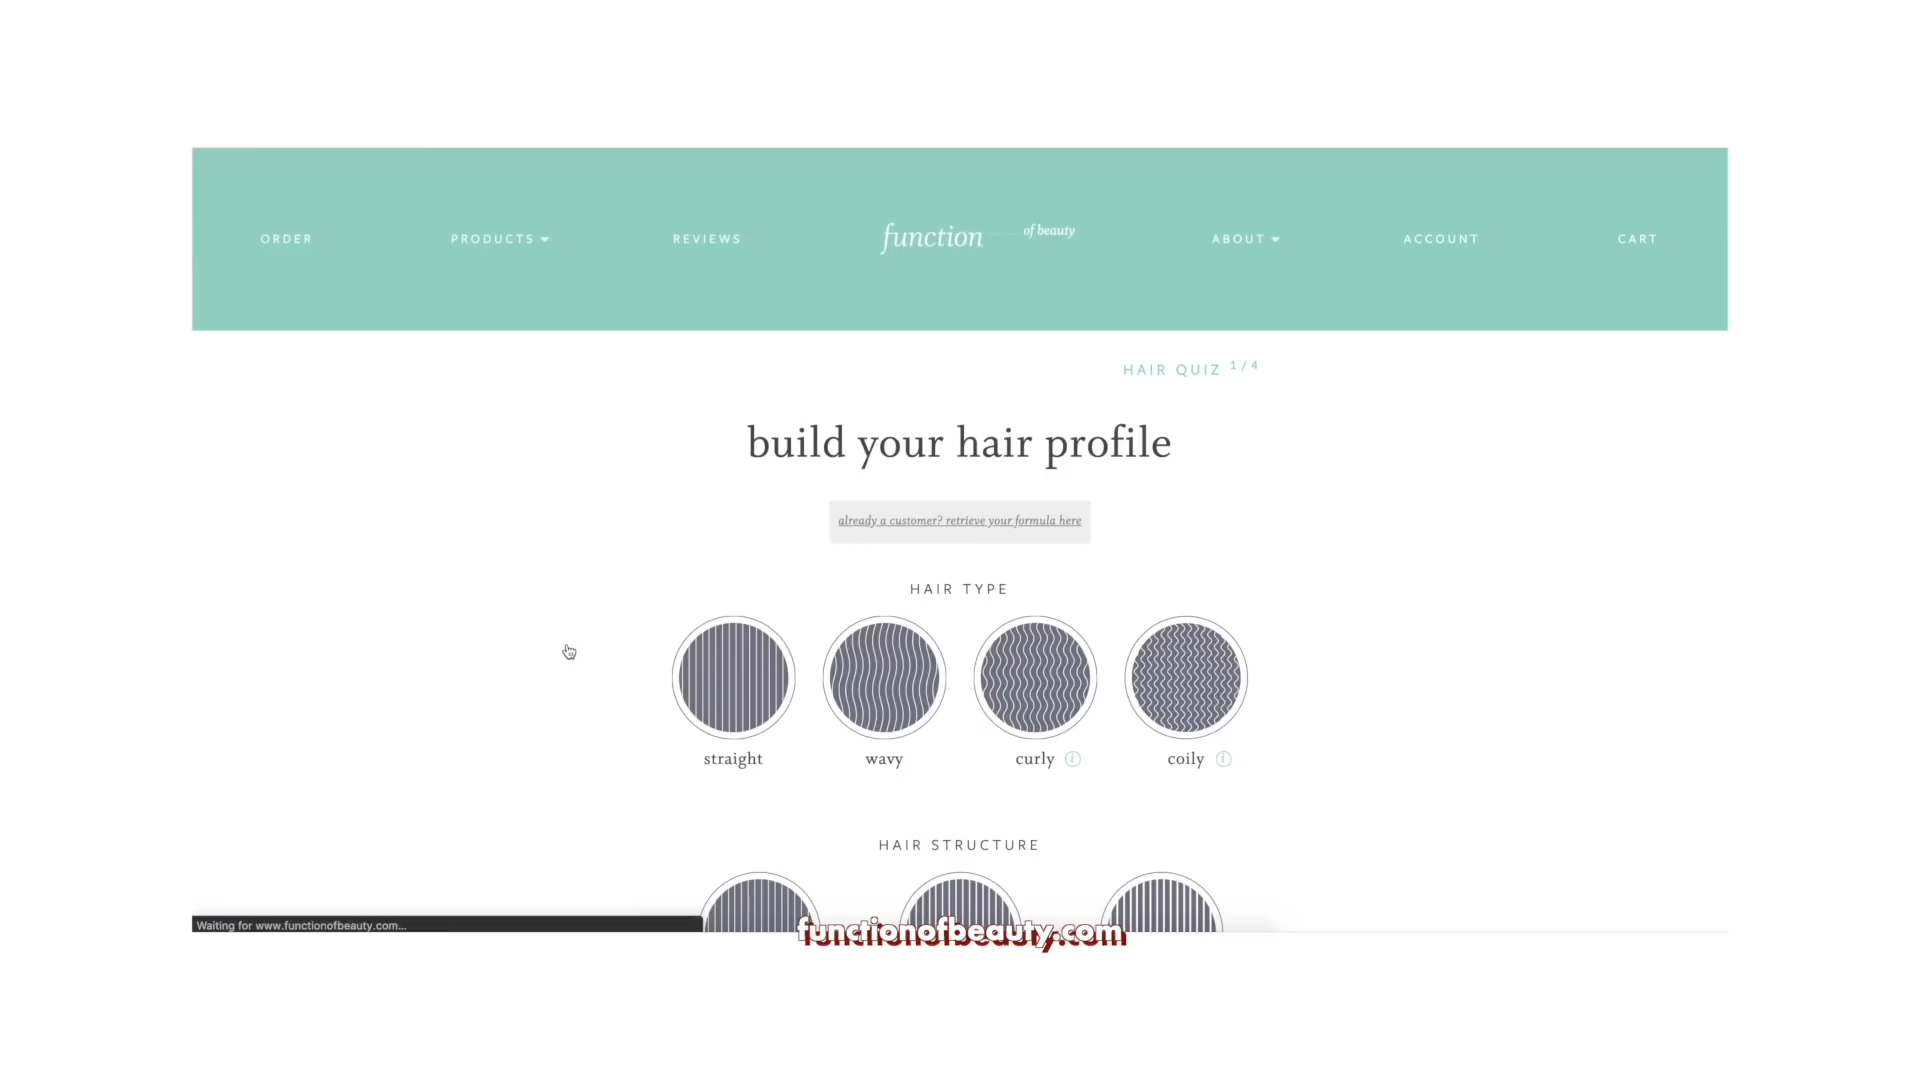 ORDER
PRODUCTS
REVIEWS
function of beauty
ABOUT
ACCOUNT
CART
HAIR QUIZ 1/4
build your hair profile
already a customer? retrieve your formula here
HAIR TYPE
straight
wavy
curly i
coily i
HAIR STRUCTURE
Waiting for www.functionofbeauty.com...
functionofbeauty.com